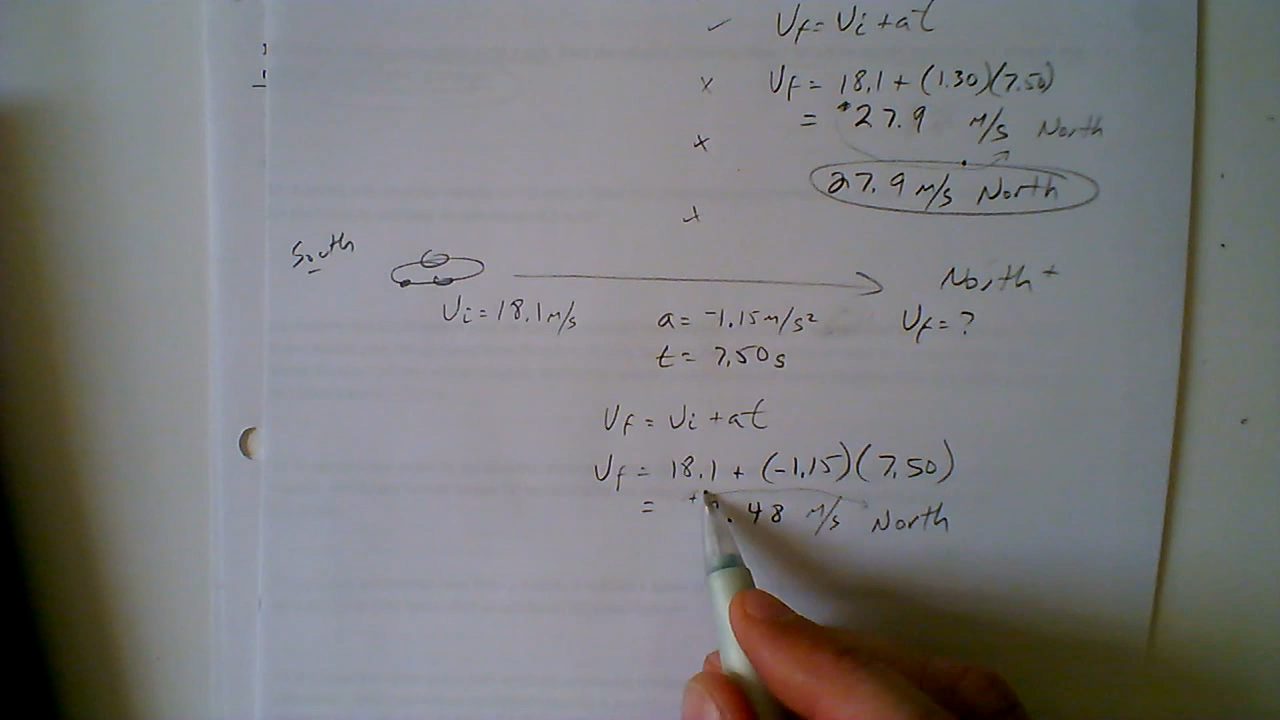 Vf = Vi + at
Vf = 18.1 + (1.30)(7.50)
= +27.9 m/s North
27.9 m/s North
South
North +
Vi = 18.1 m/s
a = -1.15 m/s²
Vf = ?
t = 7.50 s
Vf = Vi + at
Vf = 18.1 + (-1.15)(7.50)
= + .48 m/s North